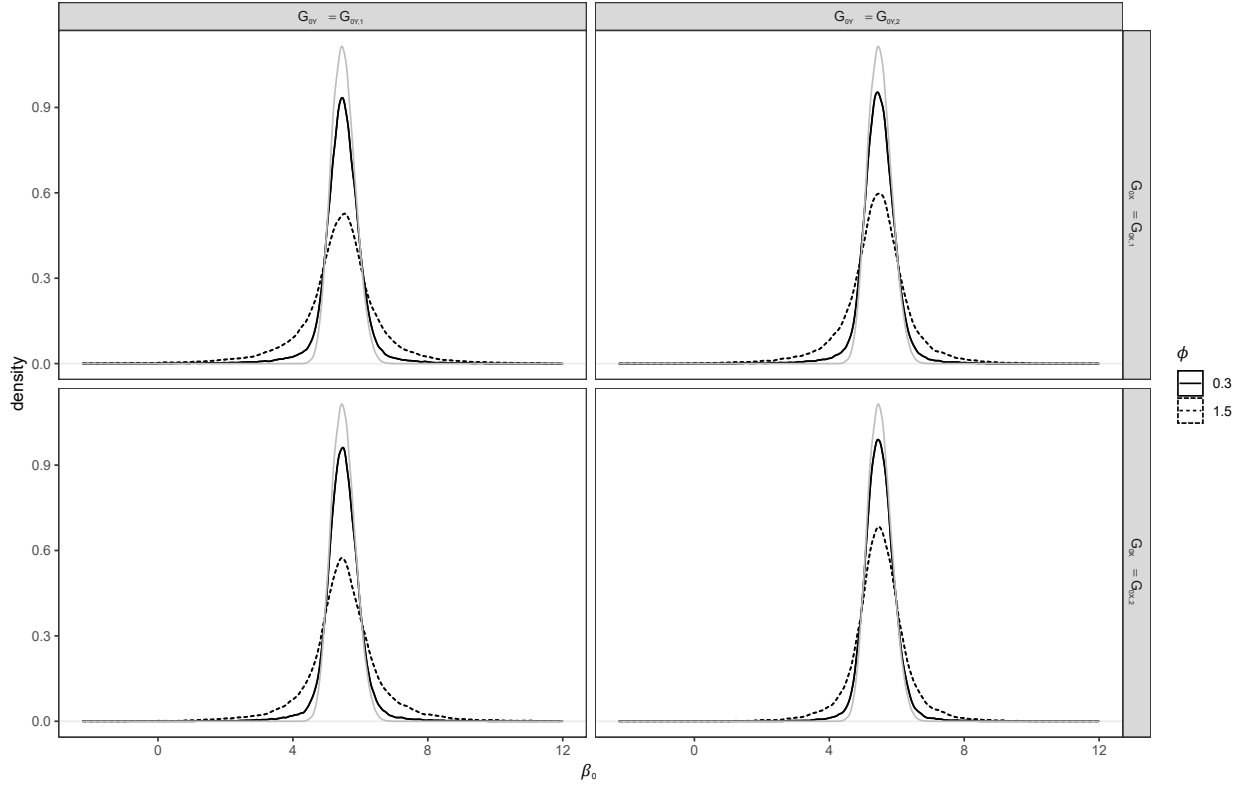 G₀Y = G₀Y,₁
G₀Y = G₀Y,₂
0.9
0.6
0.3
0.0
G₀X = G₀X,₁
density
ϕ
0.3
1.5
0.9
0.6
0.3
0.0
G₀X = G₀X,₂
0 4 8 12
0 4 8 12
β₀